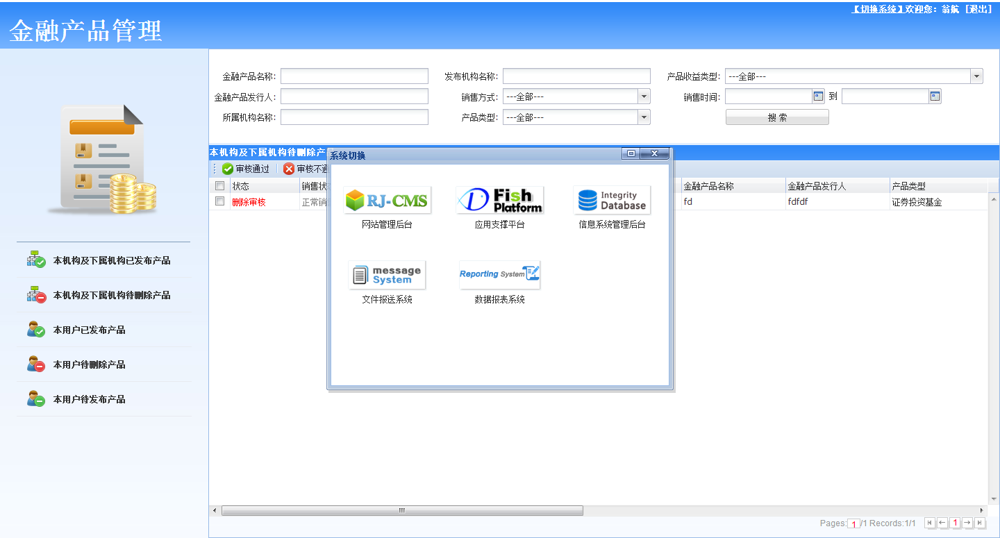 【切换系统】欢迎您：翁航 [退出]
金融产品管理
金融产品名称： 发布机构名称： 产品收益类型： ---全部---
金融产品发行人： 销售方式： ---全部--- 销售时间： 到
所属机构名称： 产品类型： ---全部--- 搜 索
本机构及下属机构待删除产
系统切换
审核通过 审核不通
状态 销售状 金融产品名称 金融产品发行人 产品类型
删除审核 正常销 fd fdfdf 证券投资基金
RJ-CMS Fish Platform Integrity Database
网站管理后台 应用支撑平台 信息系统管理后台
message System Reporting System
文件报送系统 数据报表系统
本机构及下属机构已发布产品
本机构及下属机构待删除产品
本用户已发布产品
本用户待删除产品
本用户待发布产品
Pages: 1 /1 Records:1/1 1